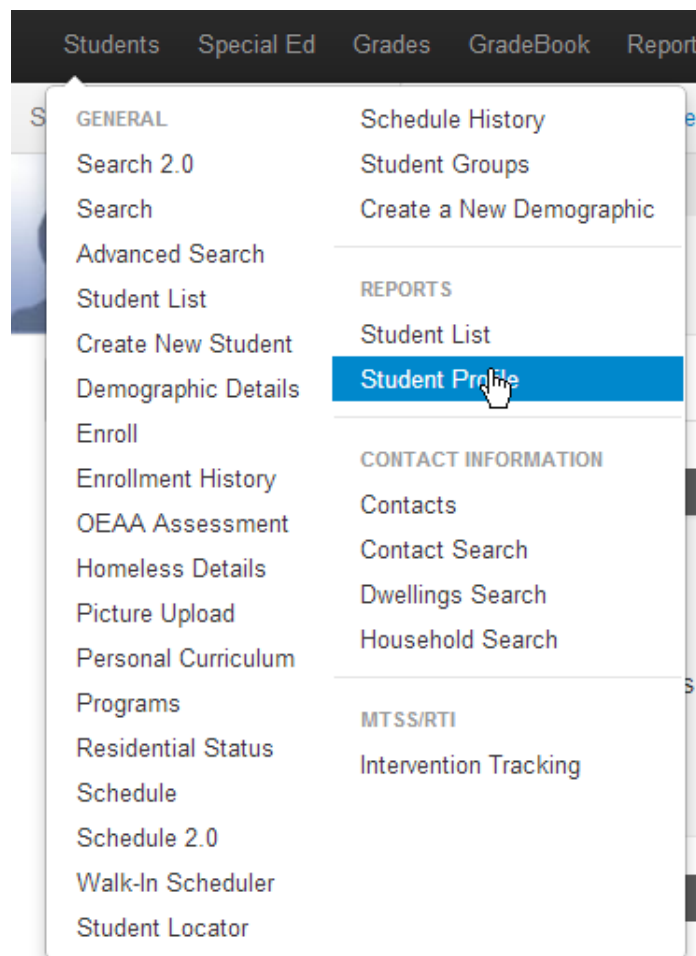 Students Special Ed Grades GradeBook Report
S
GENERAL
Search 2.0
Search
Advanced Search
Student List
Create New Student
Demographic Details
Enroll
Enrollment History
OEAA Assessment
Homeless Details
Picture Upload
Personal Curriculum
Programs
Residential Status
Schedule
Schedule 2.0
Walk-In Scheduler
Student Locator
Schedule History
Student Groups
Create a New Demographic
REPORTS
Student List
Student Profile
CONTACT INFORMATION
Contacts
Contact Search
Dwellings Search
Household Search
MTSS/RTI
Intervention Tracking
e
s